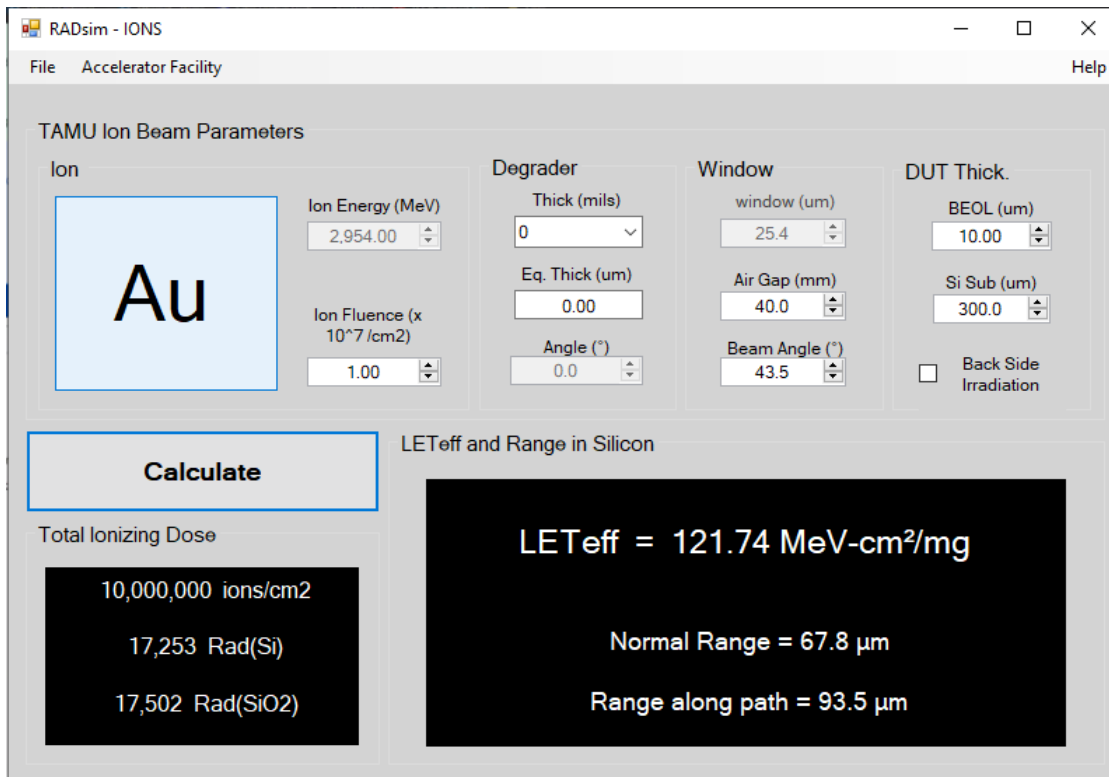 RADsim - IONS
File Accelerator Facility Help
TAMU Ion Beam Parameters
Ion
Au
Ion Energy (MeV)
2,954.00
Ion Fluence (x
10^7 /cm2)
1.00
Degrader
Thick (mils)
0
Eq. Thick (um)
0.00
Angle (°)
0.0
Window
window (um)
25.4
Air Gap (mm)
40.0
Beam Angle (°)
43.5
DUT Thick.
BEOL (um)
10.00
Si Sub (um)
300.0
Back Side
Irradiation
Calculate
Total Ionizing Dose
10,000,000 ions/cm2
17,253 Rad(Si)
17,502 Rad(SiO2)
LETeff and Range in Silicon
LETeff = 121.74 MeV-cm²/mg
Normal Range = 67.8 µm
Range along path = 93.5 µm